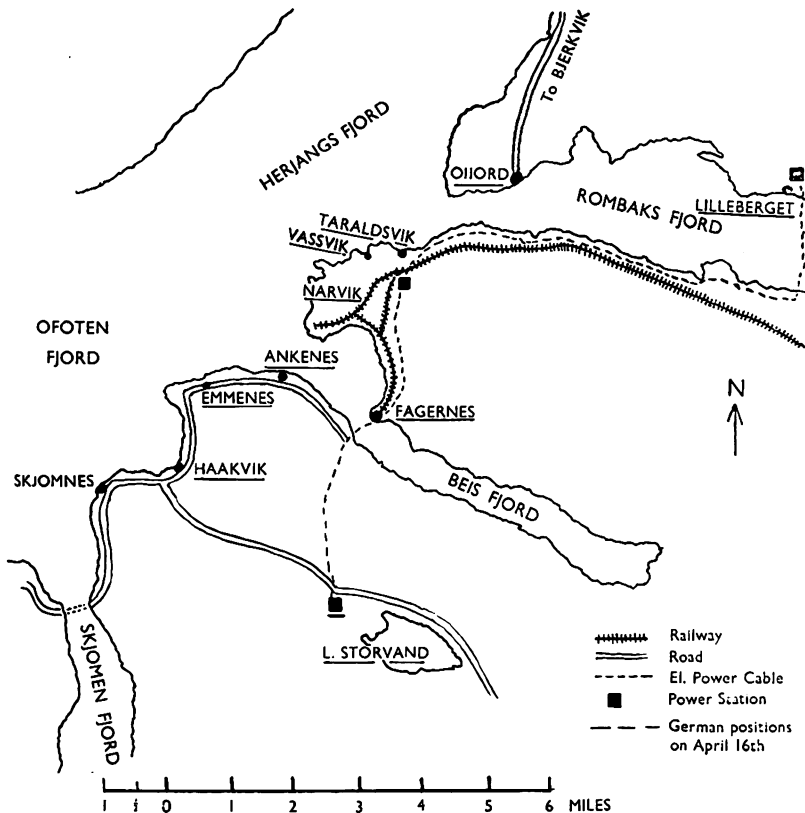 To BJERKVIK
HERJANGS FJORD
OIJORD
ROMBAKS FJORD
LILLEBERGET
TARALDSVIK
VASSVIK
NARVIK
OFOTEN
FJORD
ANKENES
EMMENES
FAGERNES
N
SKJOMNES
HAAKVIK
BEIS FJORD
SKJOMEN FJORD
L. STORVAND
Railway
Road
El. Power Cable
Power Station
German positions
on April 16th
1 ½ 0 1 2 3 4 5 6 MILES